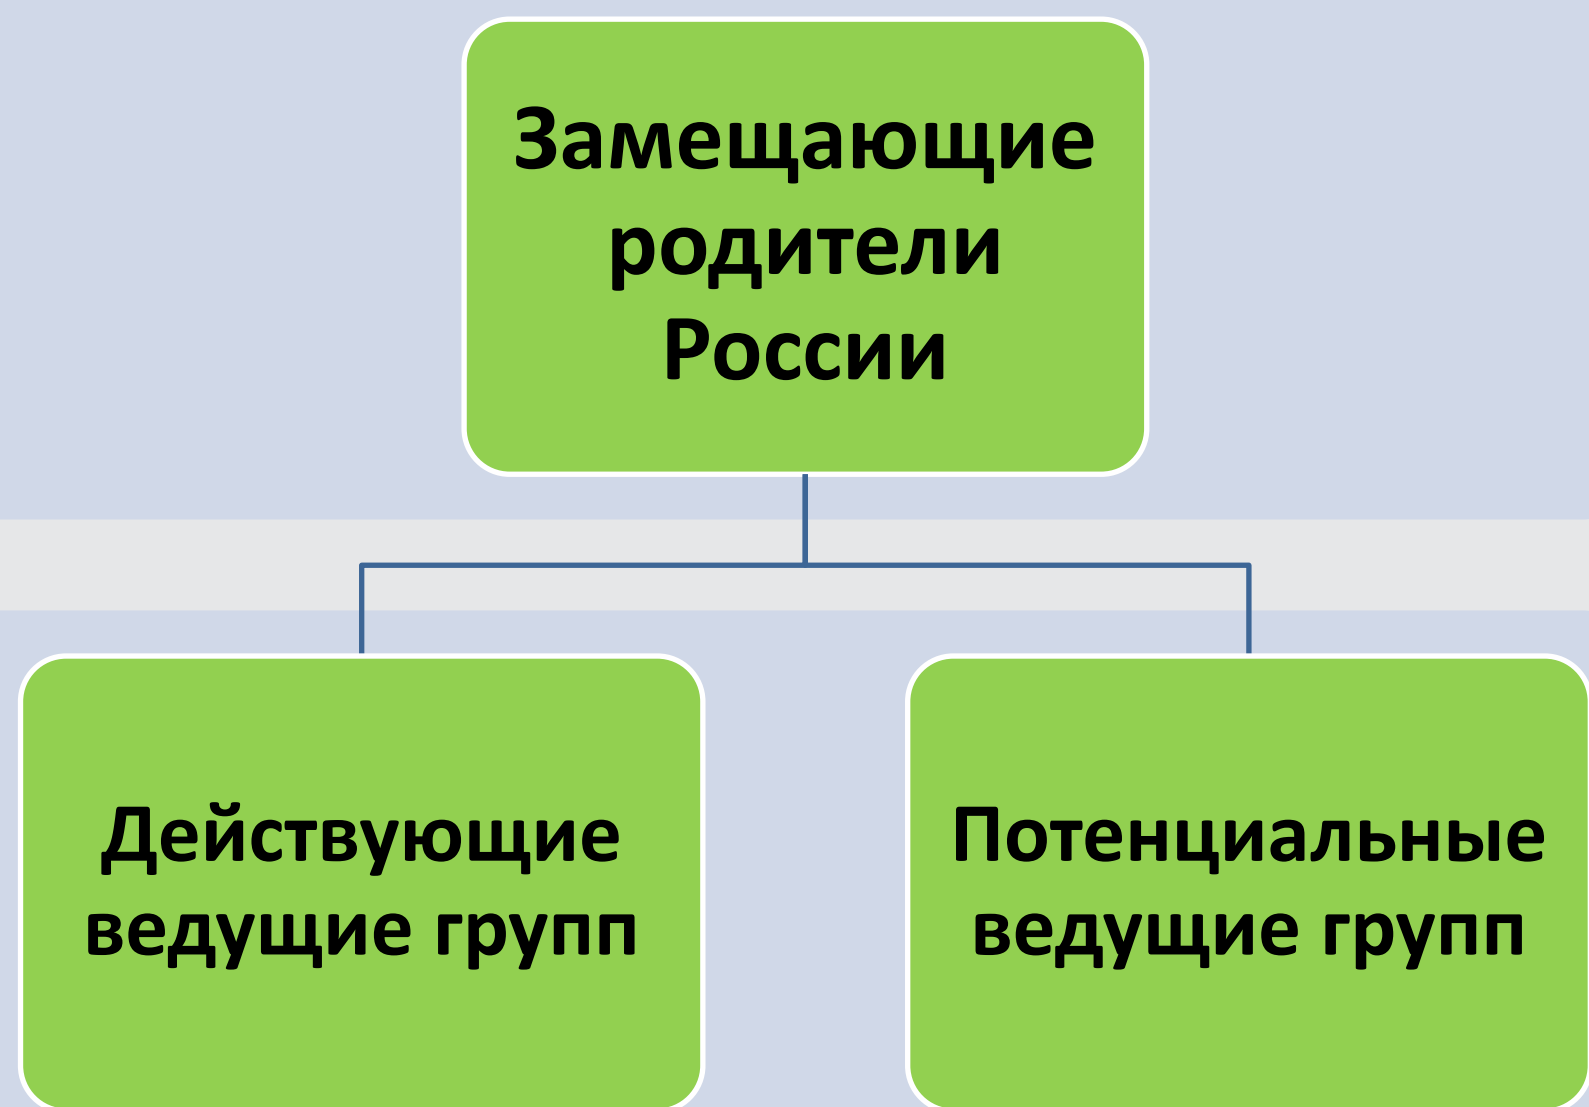 Замещающие
родители
России
Действующие
ведущие групп
Потенциальные
ведущие групп